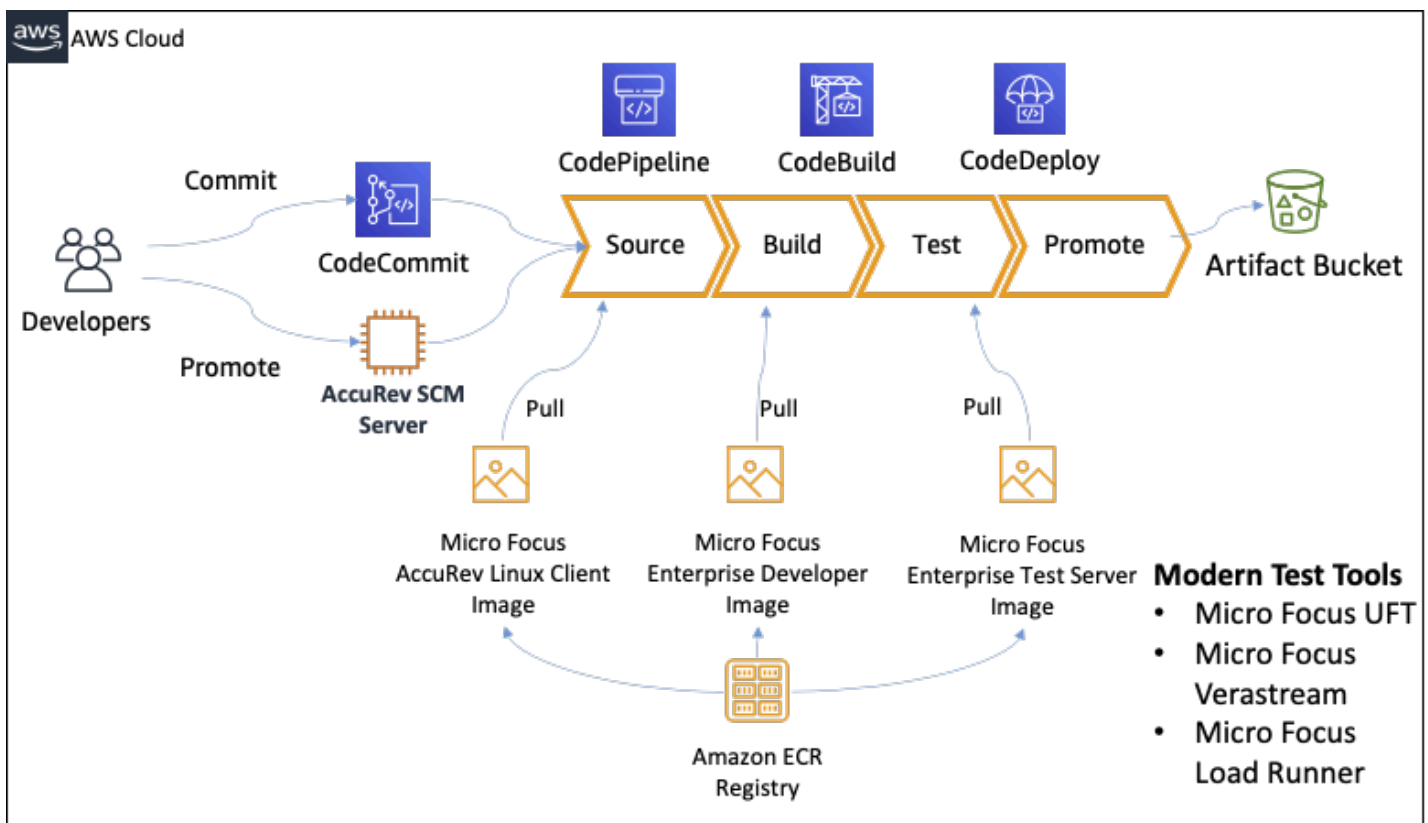 aws
AWS Cloud
CodePipeline
CodeBuild
CodeDeploy
Commit
CodeCommit
Developers
Promote
AccuRev SCM
Server
Source
Build
Test
Promote
Artifact Bucket
Pull
Pull
Pull
Micro Focus
AccuRev Linux Client
Image
Micro Focus
Enterprise Developer
Image
Micro Focus
Enterprise Test Server
Image
Amazon ECR
Registry
Modern Test Tools
• Micro Focus UFT
• Micro Focus
Verastream
• Micro Focus
Load Runner